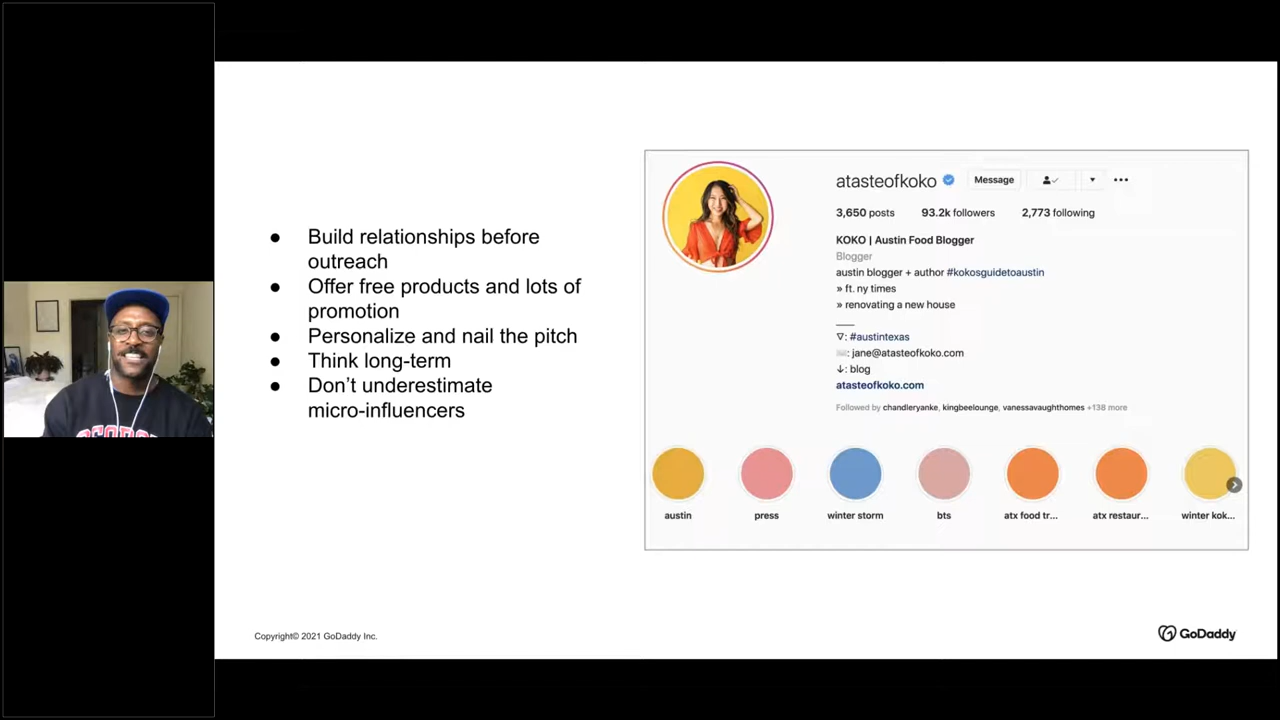 ● Build relationships before
outreach
● Offer free products and lots of
promotion
● Personalize and nail the pitch
● Think long-term
● Don't underestimate
micro-influencers
atasteofkoko Message
3,650 posts 93.2k followers 2,773 following
KOKO | Austin Food Blogger
Blogger
austin blogger + author #kokosguidetoaustin
» ft. ny times
» renovating a new house
___
▽: #austintexas
✉: jane@atasteofkoko.com
↓: blog
atasteofkoko.com
Followed by chandleryanke, kingbeelounge, vanessavaughthomes +138 more
austin press winter storm bts atx food tr... atx restaur... winter kok...
Copyright© 2021 GoDaddy Inc.
GoDaddy